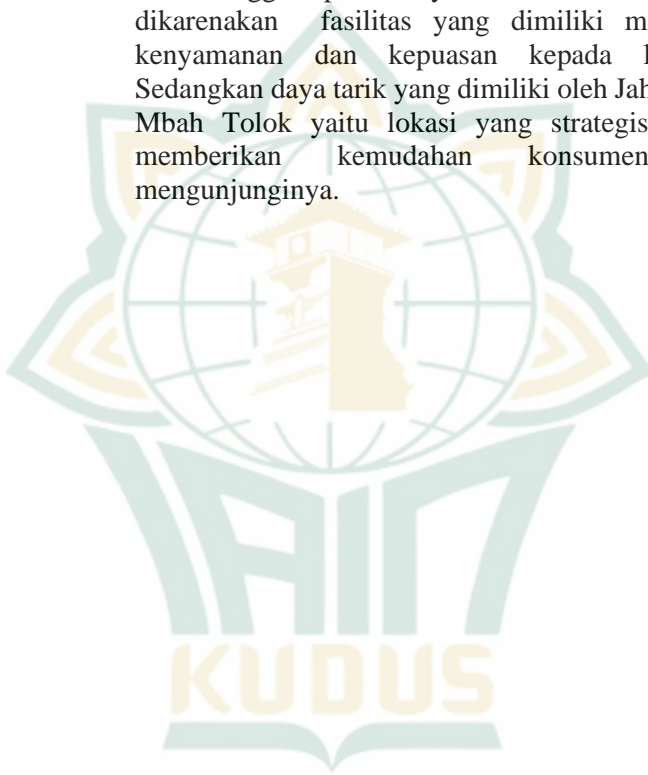 dikarenakan fasilitas yang dimiliki
kenyamanan dan kepuasan kepada
Sedangkan daya tarik yang dimiliki oleh
Mbah Tolok yaitu lokasi yang strategis
memberikan kemudahan konsumen
mengunjunginya.
IAIN
KUDUS